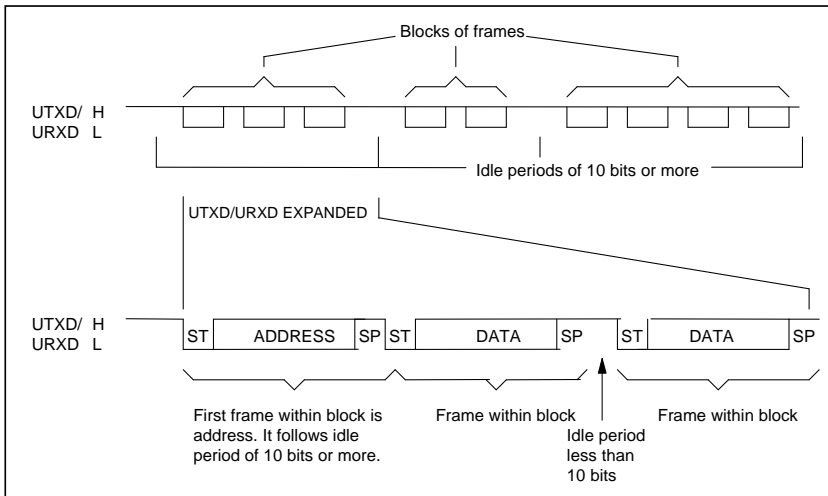 Blocks of frames
UTXD/ H
URXD L
Idle periods of 10 bits or more
UTXD/URXD EXPANDED
UTXD/ H
URXD L
ST ADDRESS SP ST DATA SP ST DATA SP
First frame within block is
address. It follows idle
period of 10 bits or more.
Frame within block
Idle period
less than
10 bits
Frame within block